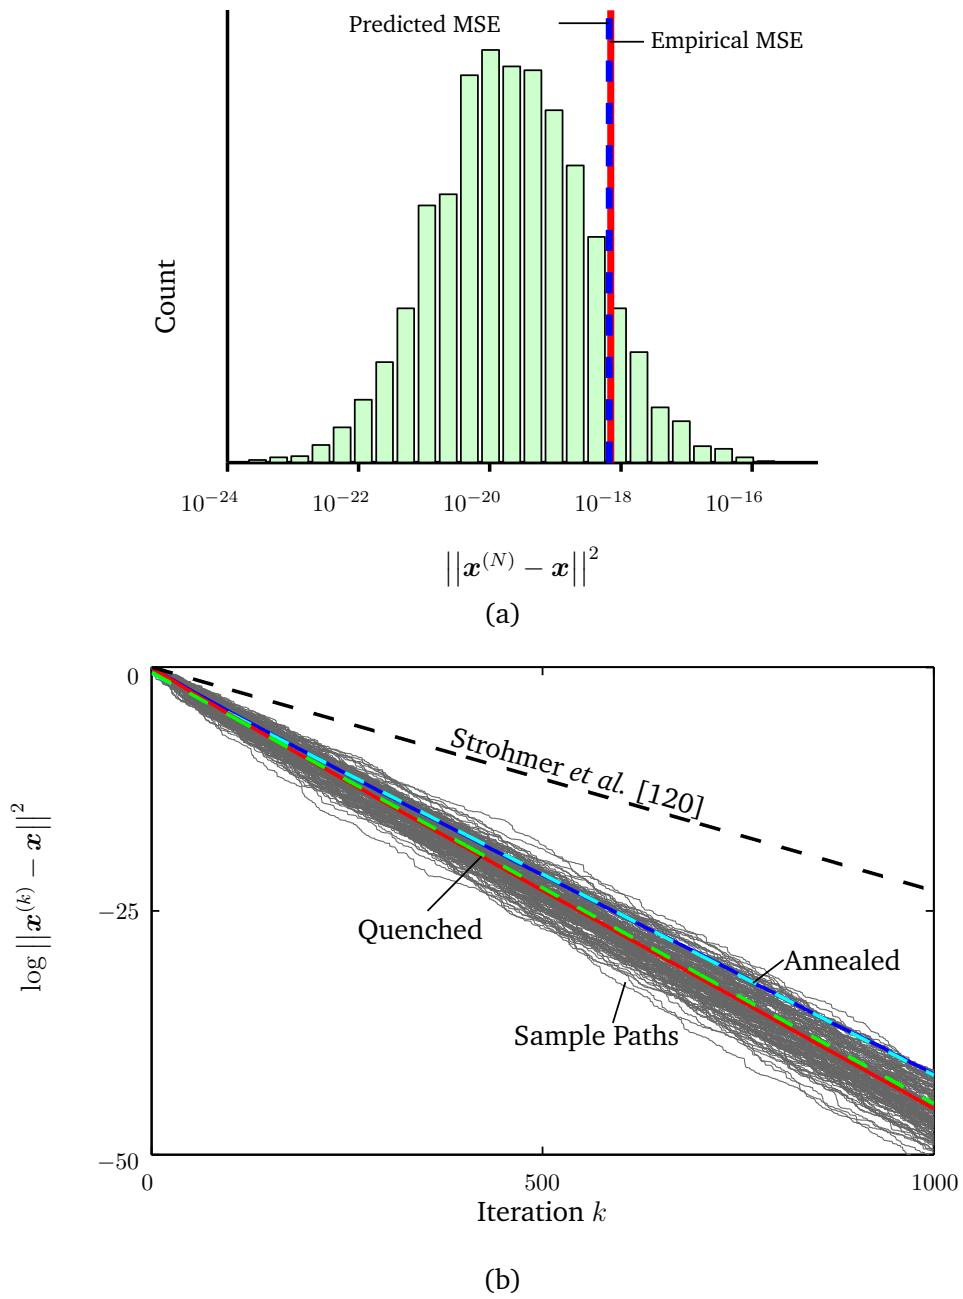 Predicted MSE
Empirical MSE
Count
10⁻²⁴ 10⁻²² 10⁻²⁰ 10⁻¹⁸ 10⁻¹⁶
||x⁽ᴺ⁾ − x||²
(a)
0
−25
−50
log ||x⁽ᵏ⁾ − x||²
Strohmer et al. [120]
Quenched
Annealed
Sample Paths
0 500 1000
Iteration k
(b)